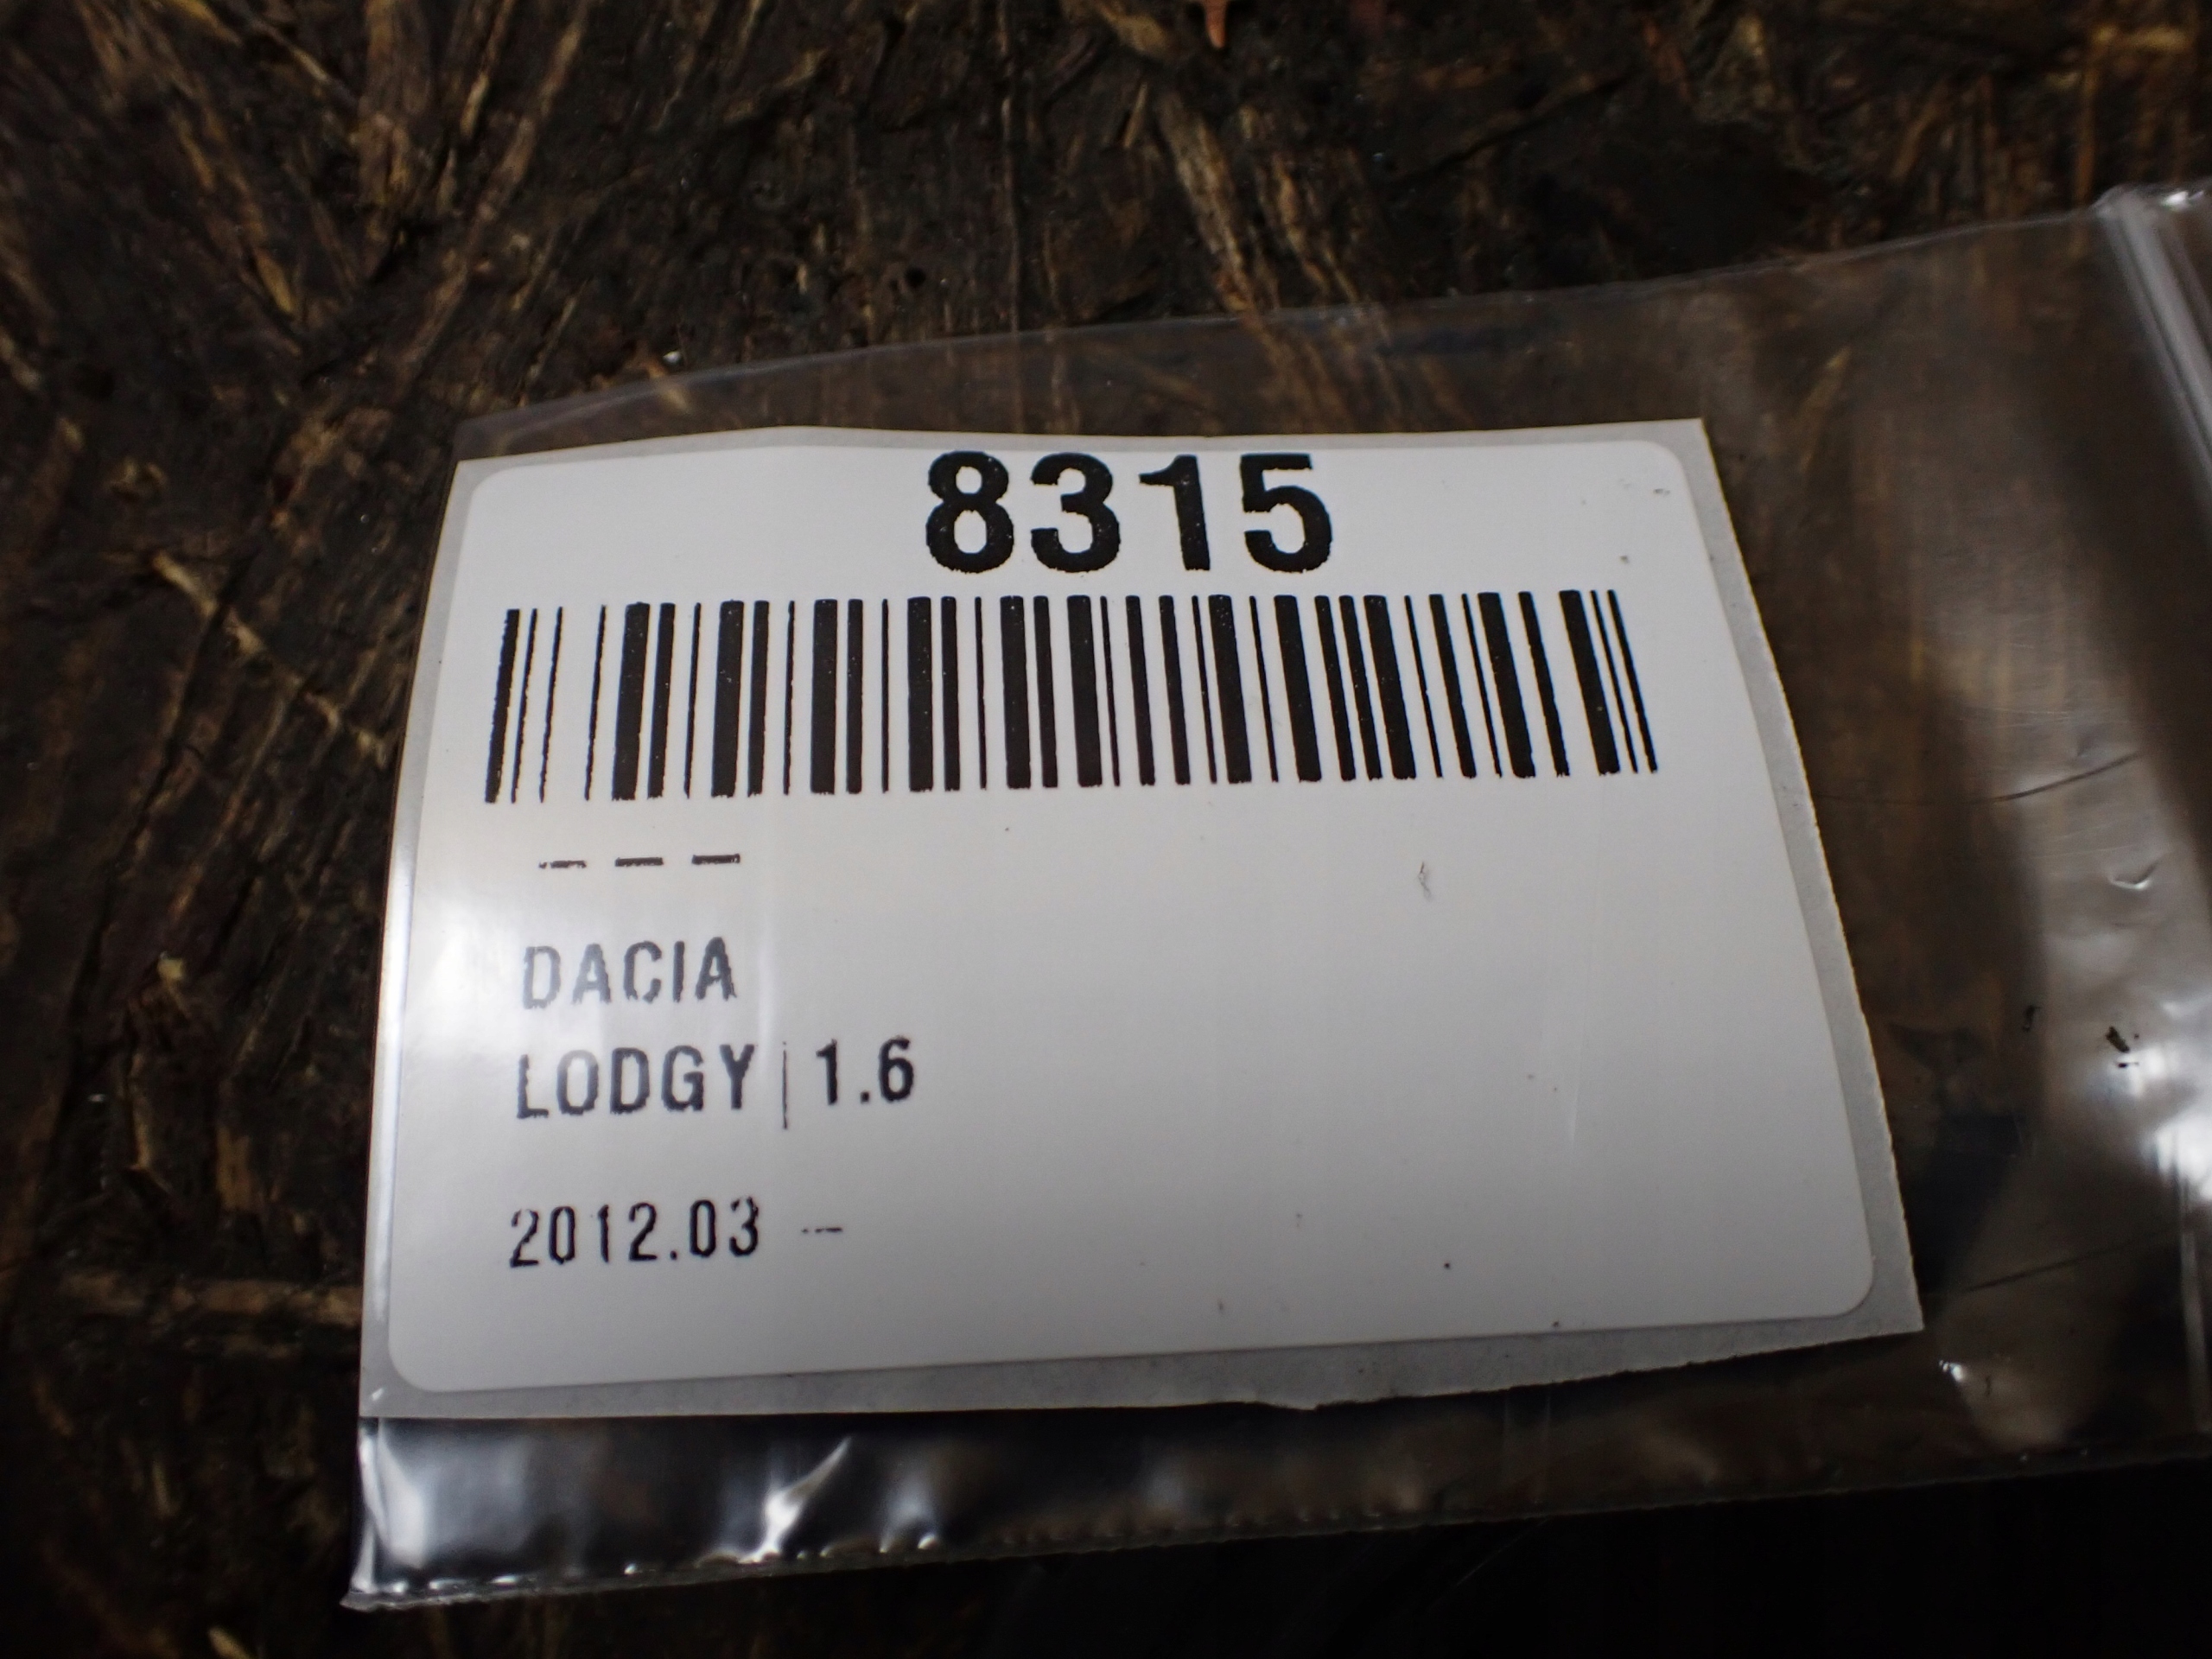 8315
— — —
DACIA
LODGY | 1.6
2012.03 --